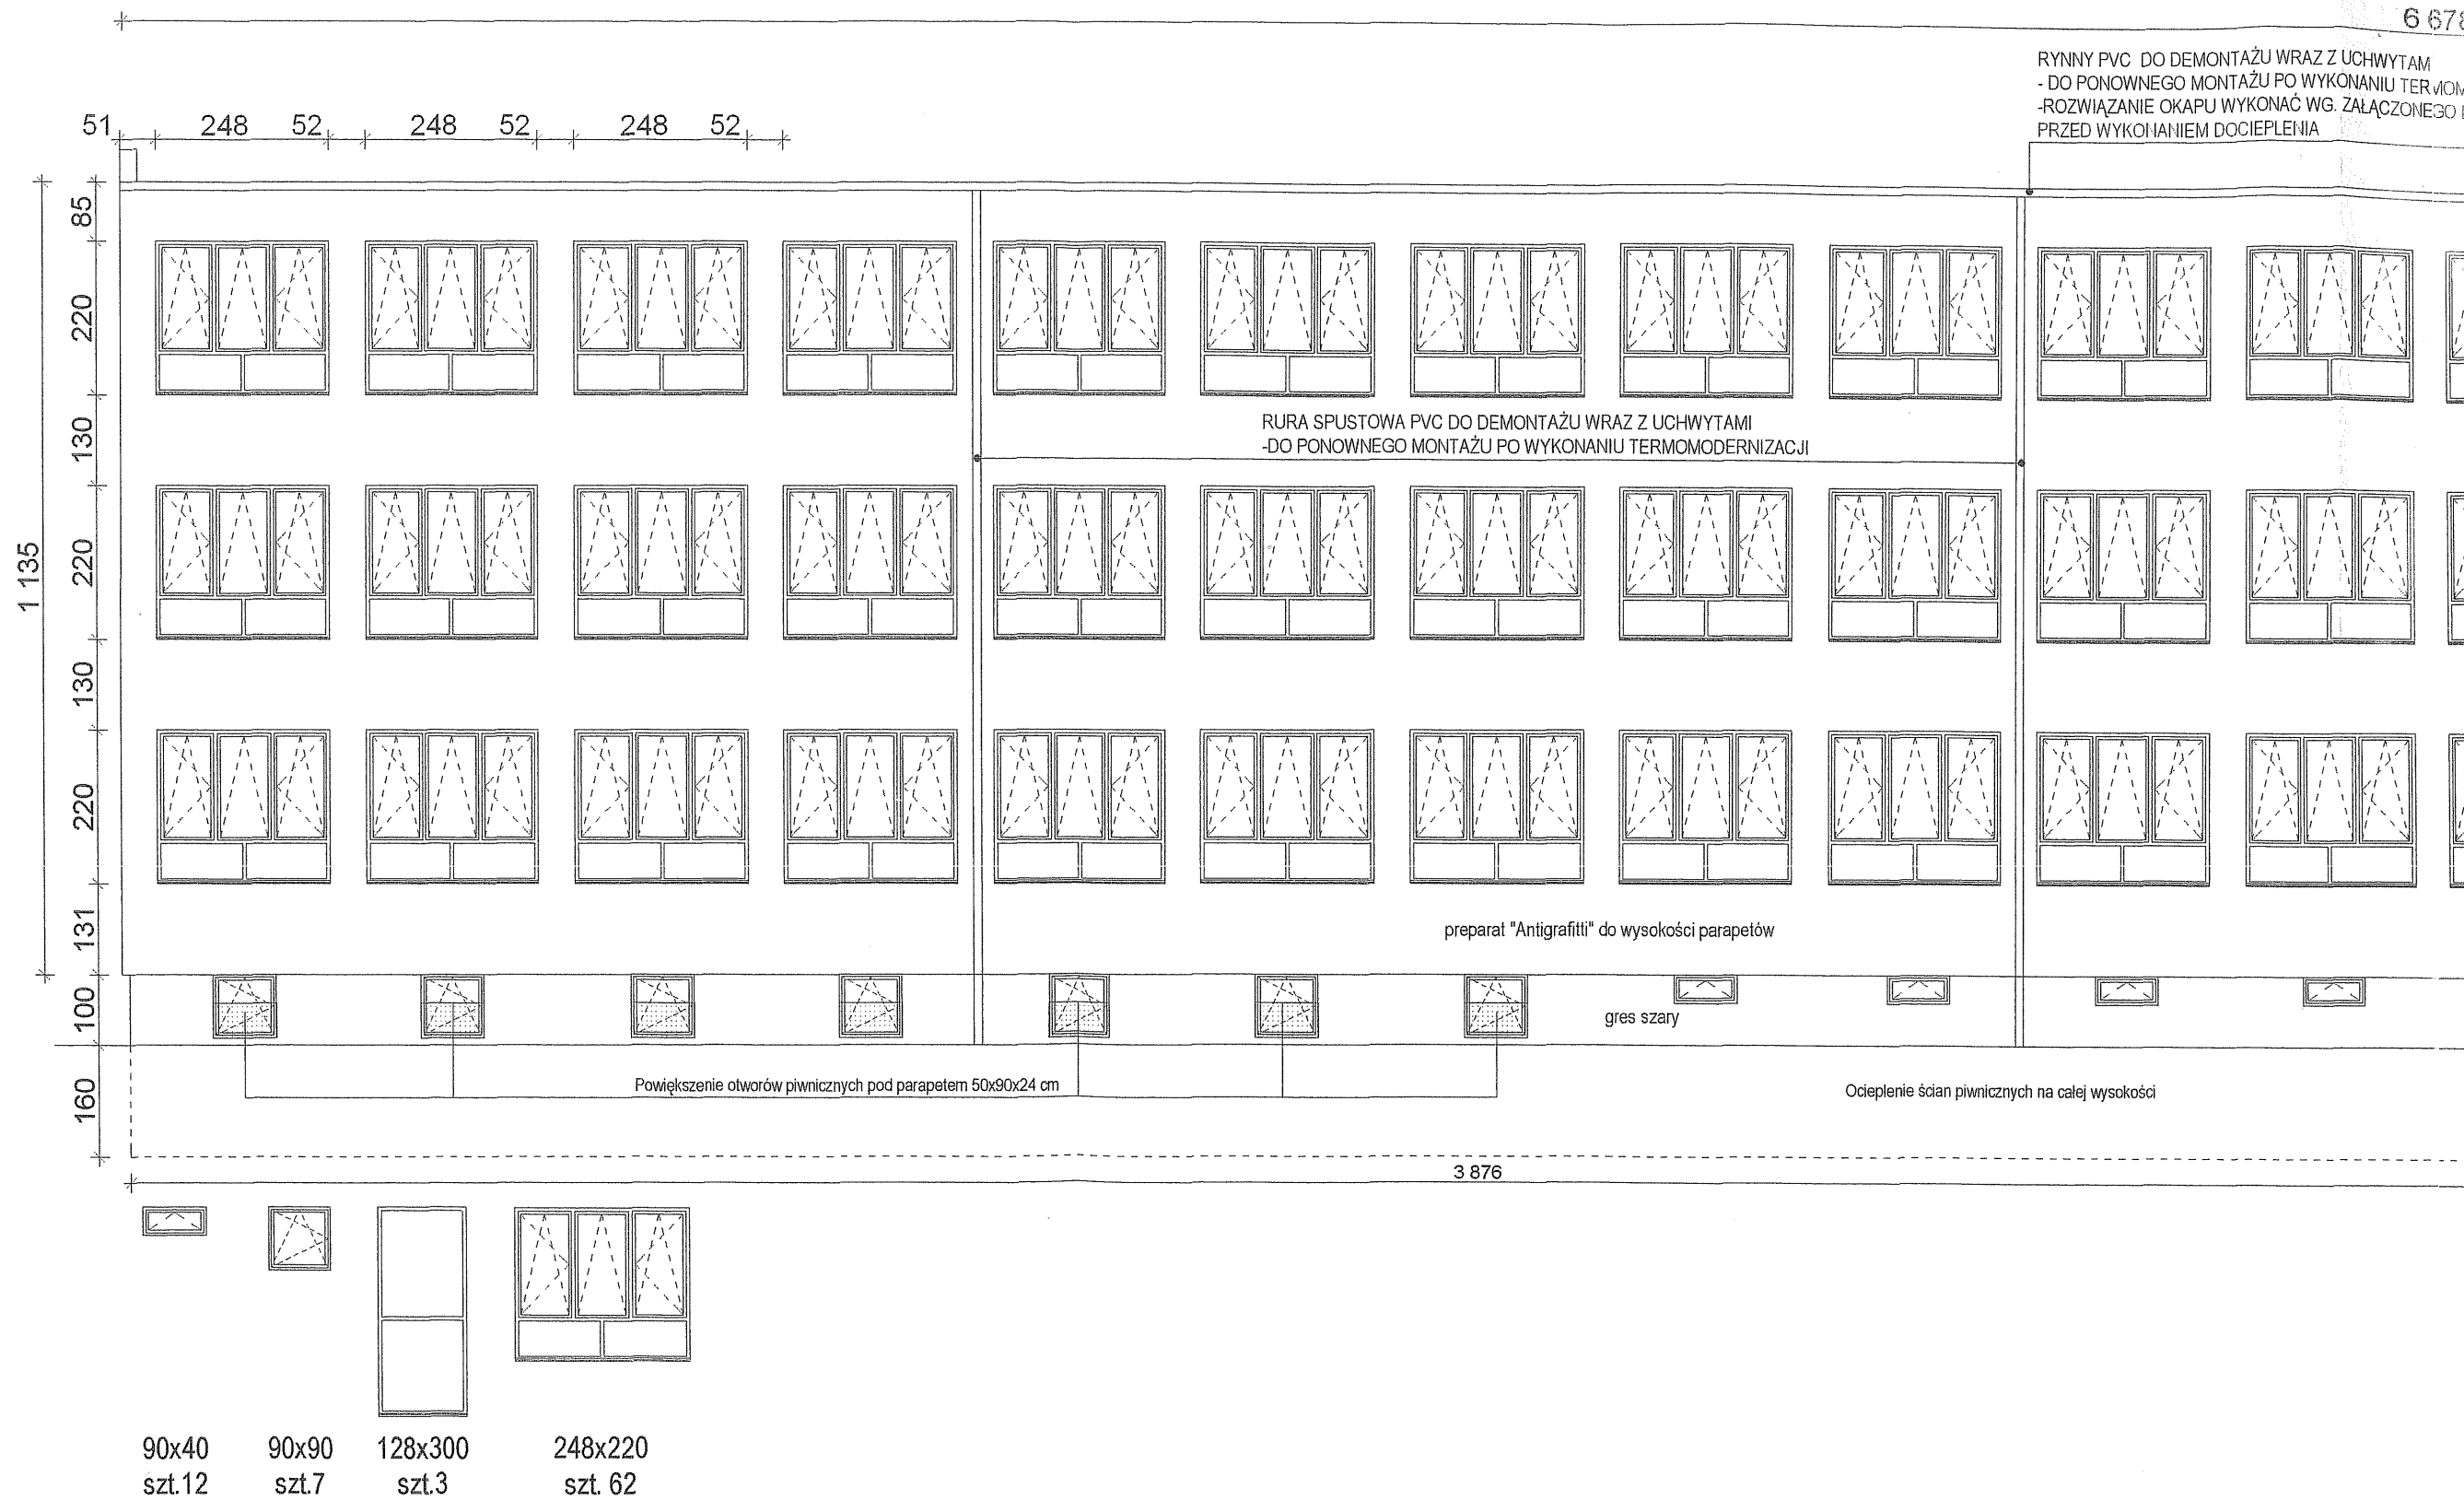 6 678
RYNNY PVC DO DEMONTAŻU WRAZ Z UCHWYTAM
- DO PONOWNEGO MONTAŻU PO WYKONANIU TERMOM
-ROZWIĄZANIE OKAPU WYKONAĆ WG. ZAŁĄCZONEGO
PRZED WYKONANIEM DOCIEPLENIA
51 248 52 248 52 248 52
85
220
130
220
130
220
131
100
160
1 135
RURA SPUSTOWA PVC DO DEMONTAŻU WRAZ Z UCHWYTAMI
-DO PONOWNEGO MONTAŻU PO WYKONANIU TERMOMODERNIZACJI
preparat "Antigrafitti" do wysokości parapetów
gres szary
Powiększenie otworów piwnicznych pod parapetem 50x90x24 cm
Ocieplenie ścian piwnicznych na całej wysokości
3 876
90x40 90x90 128x300 248x220
szt.12 szt.7 szt.3 szt. 62